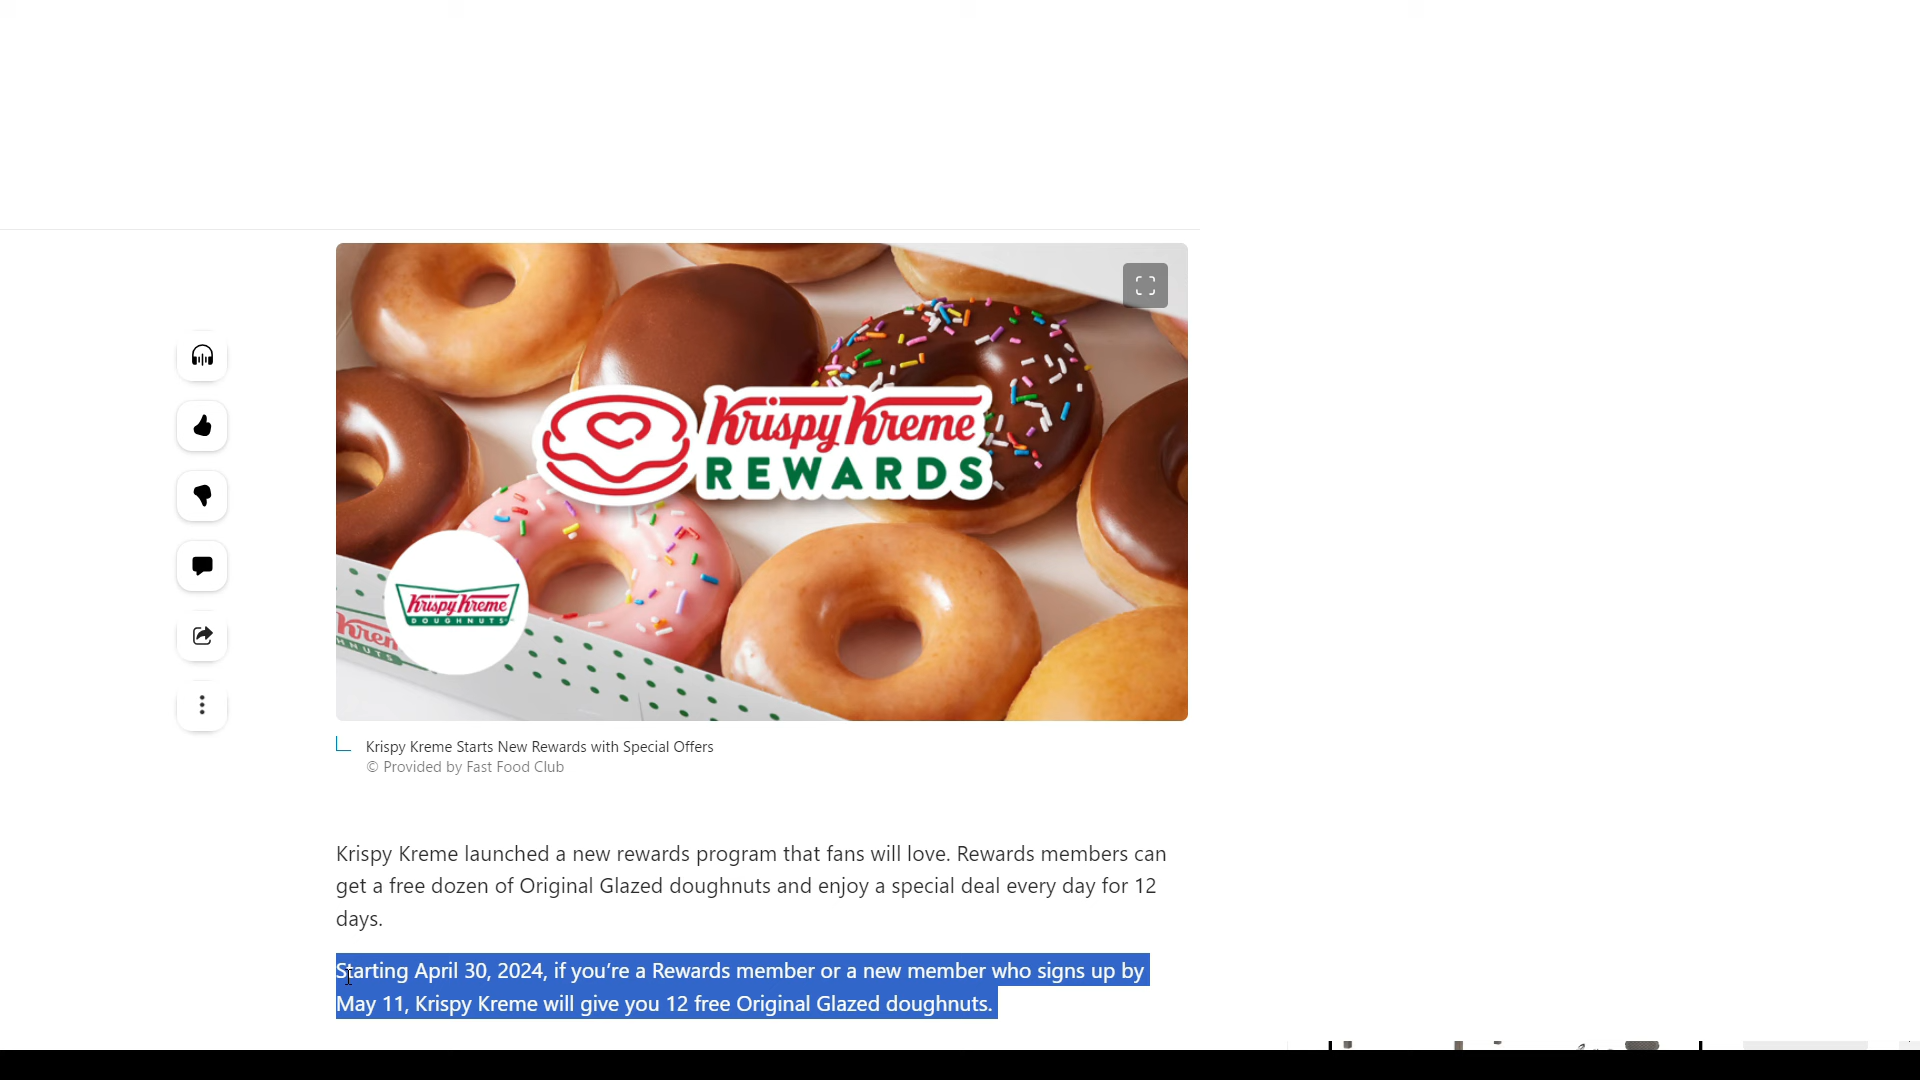 Krispy Kreme
REWARDS
Krispy Kreme
DOUGHNUTS
Krispy Kreme Starts New Rewards with Special Offers
© Provided by Fast Food Club
Krispy Kreme launched a new rewards program that fans will love. Rewards members can
get a free dozen of Original Glazed doughnuts and enjoy a special deal every day for 12
days.
Starting April 30, 2024, if you’re a Rewards member or a new member who signs up by
May 11, Krispy Kreme will give you 12 free Original Glazed doughnuts.